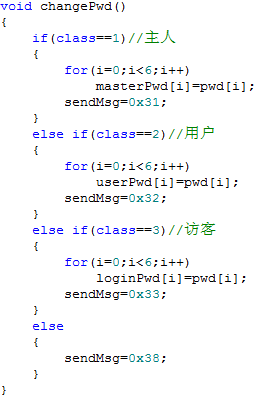 void changePwd()
{
    if(class==1)//主人
    {
        for(i=0;i<6;i++)
            masterPwd[i]=pwd[i];
        sendMsg=0x31;
    }
    else if(class==2)//用户
    {
        for(i=0;i<6;i++)
            userPwd[i]=pwd[i];
        sendMsg=0x32;
    }
    else if(class==3)//访客
    {
        for(i=0;i<6;i++)
            loginPwd[i]=pwd[i];
        sendMsg=0x33;
    }
    else
    {
        sendMsg=0x38;
    }
}